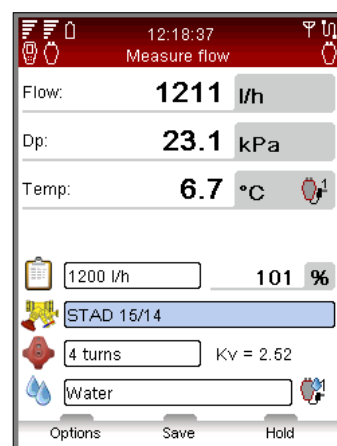 12:18:37
Measure flow
Flow: 1211 l/h
Dp: 23.1 kPa
Temp: 6.7 °C 1
1200 l/h 101 %
STAD 15/14
4 turns Kv = 2.52
Water
Options Save Hold